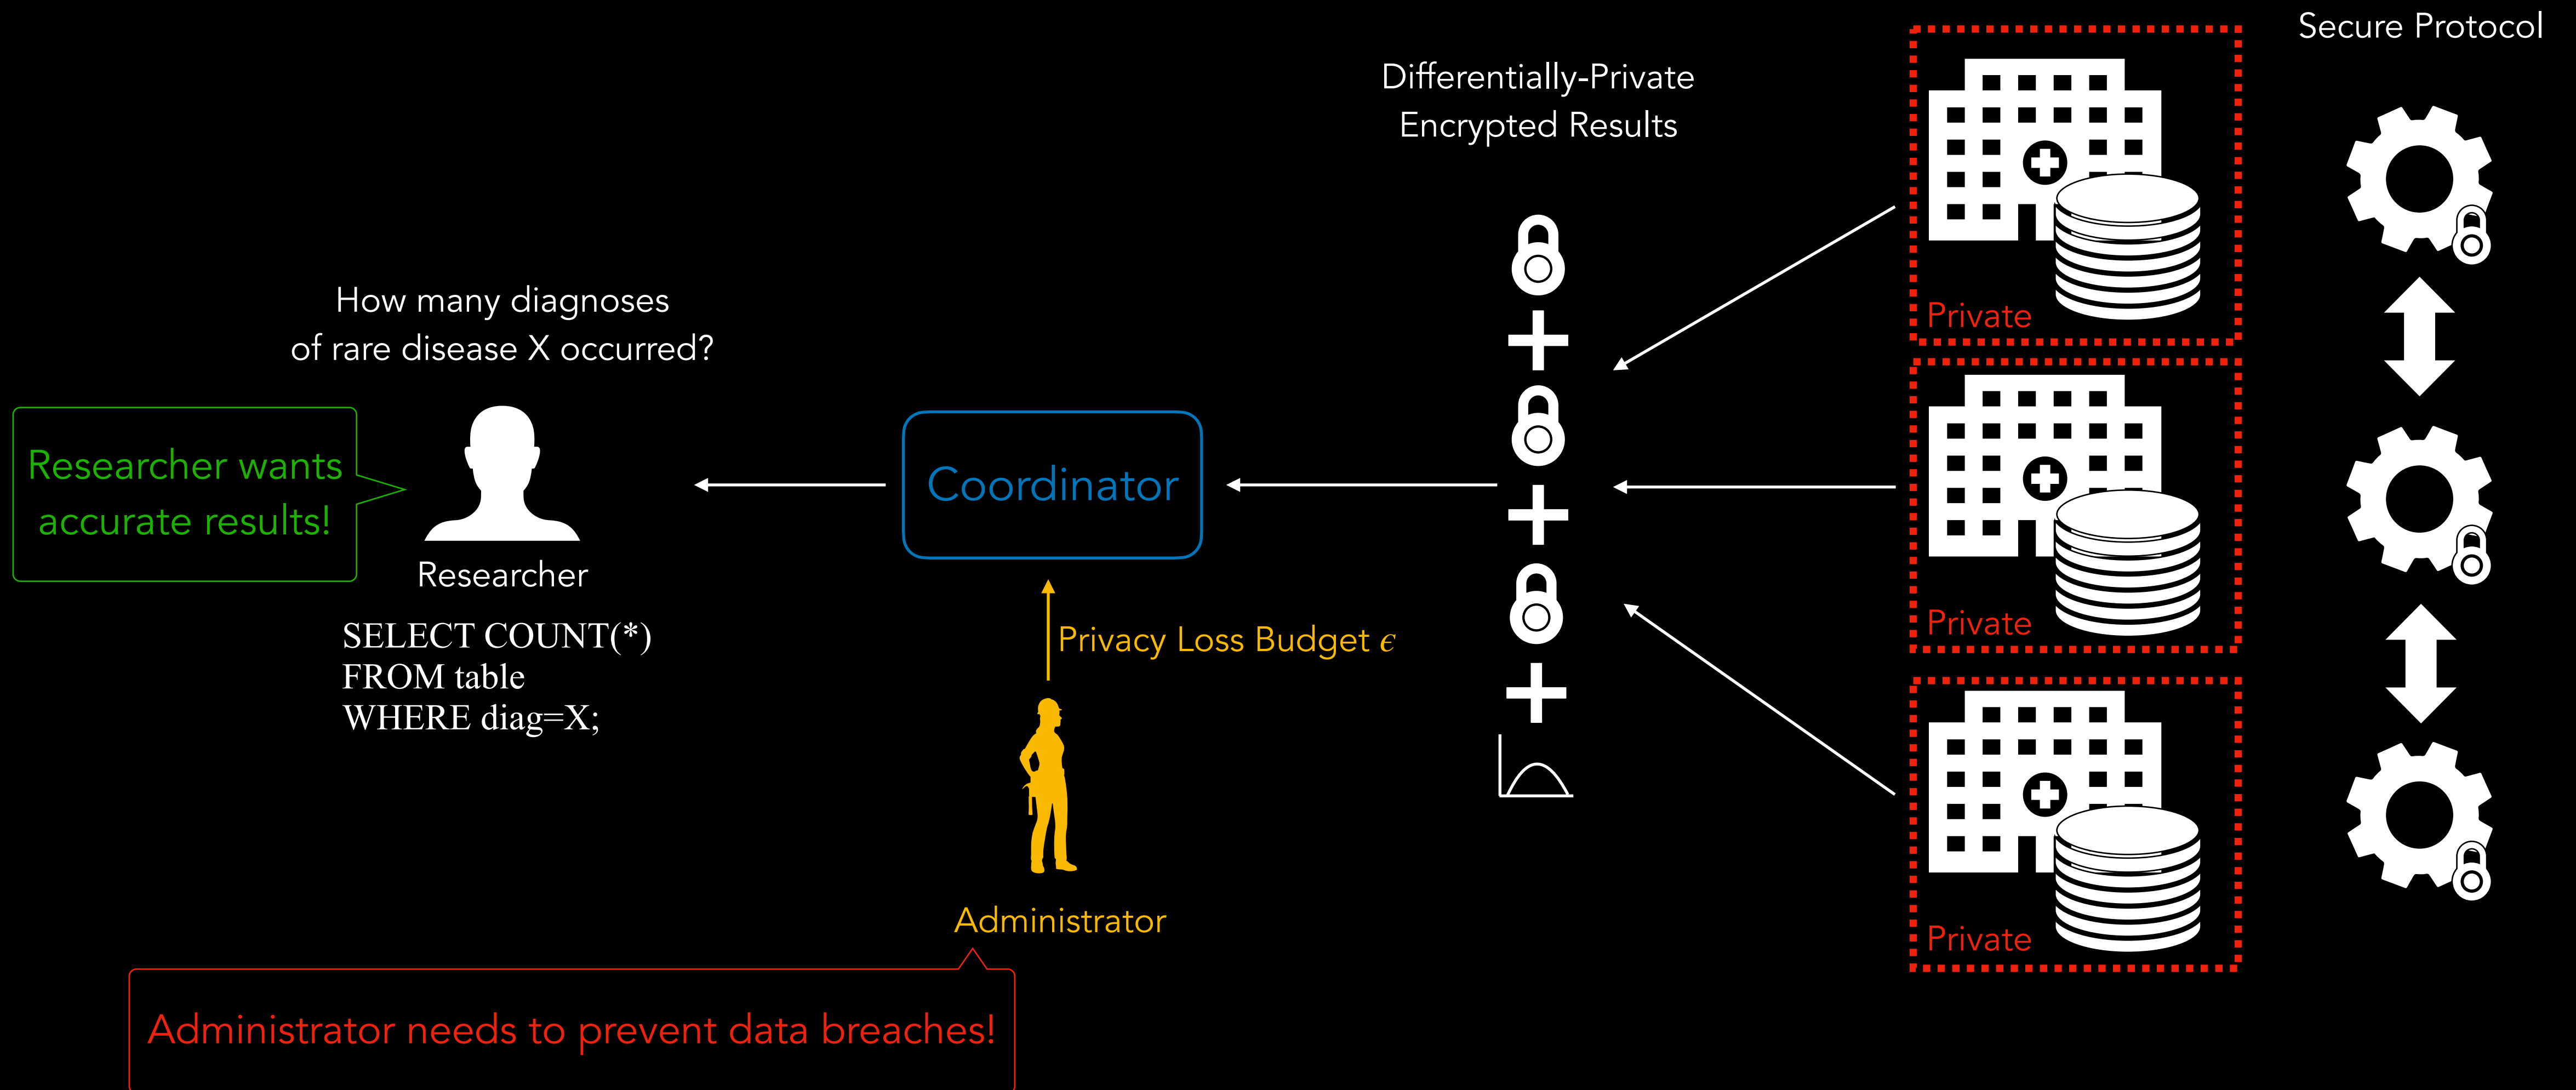 Secure Protocol
Differentially-Private
Encrypted Results
How many diagnoses
of rare disease X occurred?
Researcher wants
accurate results!
Researcher
SELECT COUNT(*)
FROM table
WHERE diag=X;
Coordinator
Privacy Loss Budget ϵ
Administrator
Administrator needs to prevent data breaches!
Private
Private
Private